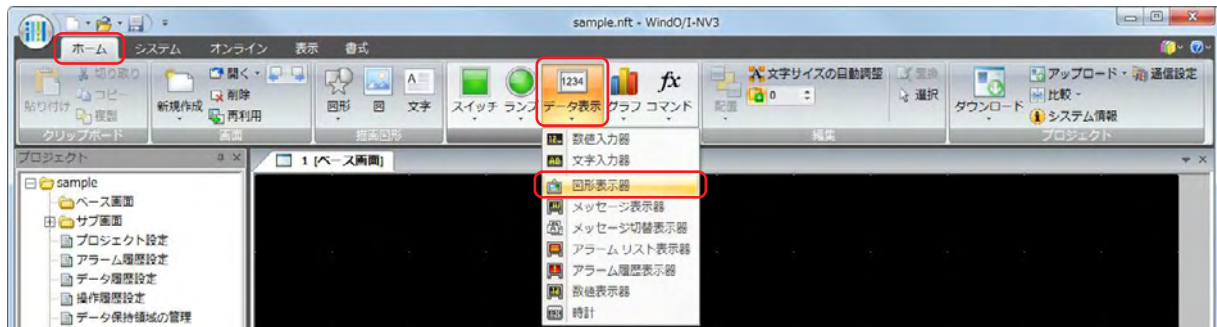 sample.nft - WindO/I-NV3
ホーム システム オンライン 表示 書式
貼り付け 切り取り コピー 複製
クリップボード
新規作成 開く 削除 再利用
画面
図形 図 文字
描画図形
スイッチ ランプ 1234 データ表示 グラフ fx コマンド
配置 文字サイズの自動調整 0 置換 選択
編集
ダウンロード アップロード 比較 システム情報 通信設定
プロジェクト
数値入力器
文字入力器
図形表示器
メッセージ表示器
メッセージ切替表示器
アラーム リスト表示器
アラーム履歴表示器
数値表示器
時計
プロジェクト
1 [ベース画面]
sample
ベース画面
サブ画面
プロジェクト設定
アラーム履歴設定
データ履歴設定
操作履歴設定
データ保持領域の管理